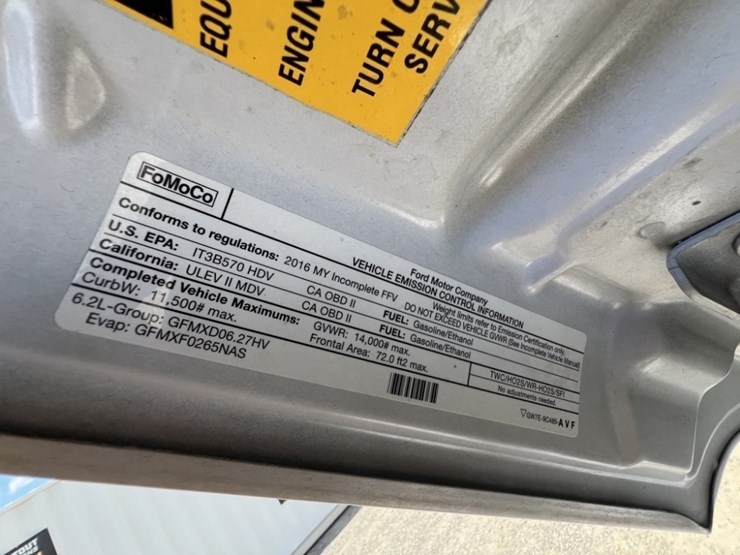 EQU
ENGIN
TURN O
SERV
FoMoCo
Ford Motor Company
VEHICLE EMISSION CONTROL INFORMATION
Conforms to regulations: 2016 MY Incomplete FFV
Weight limits refer to Emission Certification only.
DO NOT EXCEED VEHICLE GVWR (See Incomplete Vehicle Manual)
U.S. EPA: IT3B570 HDV CA OBD II FUEL: Gasoline/Ethanol
California: ULEV II MDV CA OBD II FUEL: Gasoline/Ethanol
Completed Vehicle Maximums: GVWR: 14,000# max.
CurbW: 11,500# max. Frontal Area: 72.0 ft2 max.
6.2L-Group: GFMXD06.27HV
Evap: GFMXF0265NAS
TWC/HO2S/WR-HO2S/SFI
No adjustments needed.
GW7E-9C485-AVF